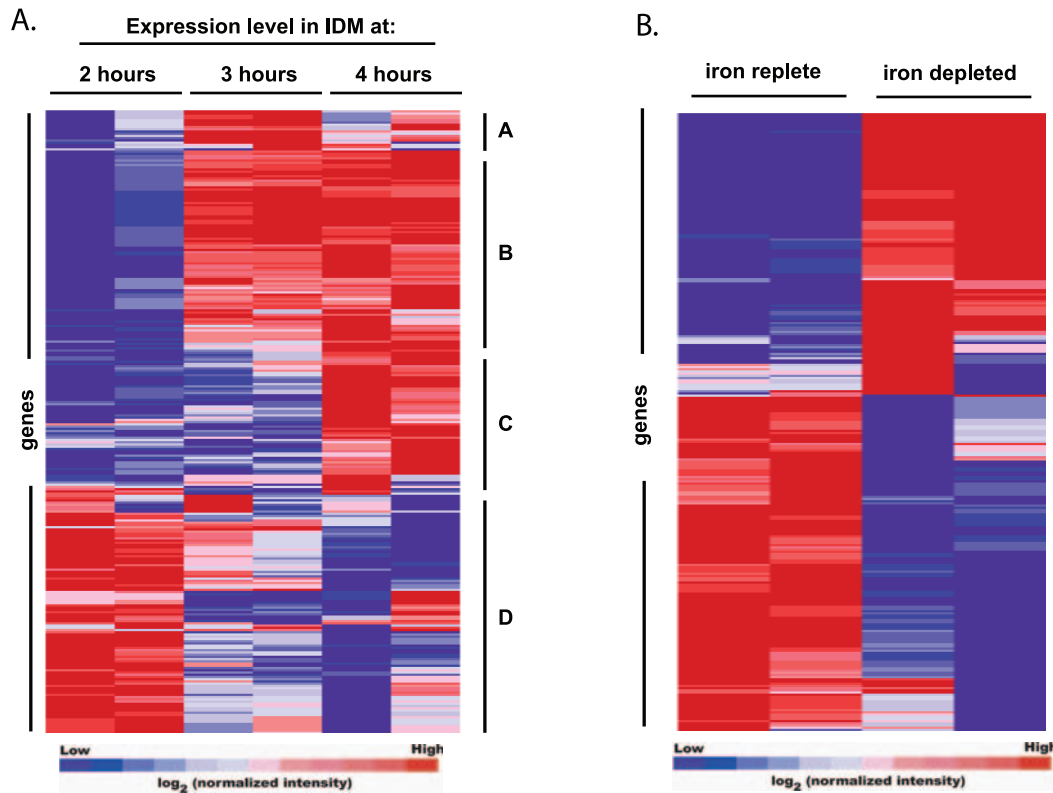 A.
Expression level in IDM at:
2 hours 3 hours 4 hours
genes
A
B
C
D
Low High
log2 (normalized intensity)
B.
iron replete iron depleted
genes
Low High
log2 (normalized intensity)